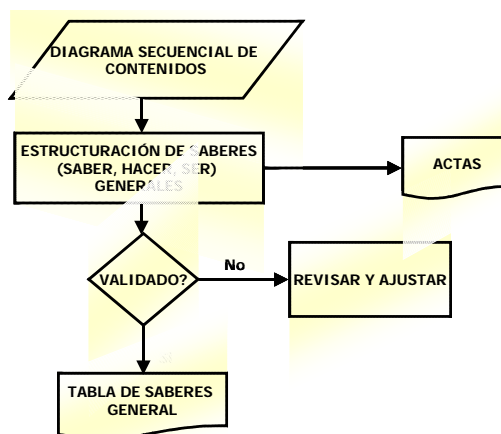 DIAGRAMA SECUENCIAL DE
CONTENIDOS
ESTRUCTURACIÓN DE SABERES
(SABER, HACER, SER)
GENERALES
ACTAS
VALIDADO?
No
REVISAR Y AJUSTAR
SI
TABLA DE SABERES
GENERAL